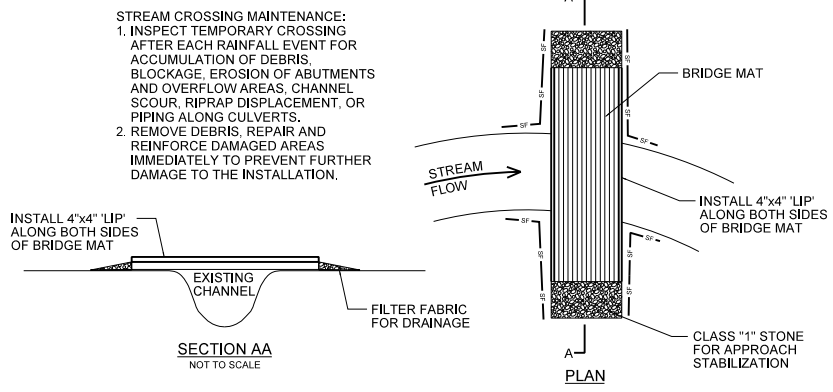 STREAM CROSSING MAINTENANCE:
1. INSPECT TEMPORARY CROSSING
AFTER EACH RAINFALL EVENT FOR
ACCUMULATION OF DEBRIS,
BLOCKAGE, EROSION OF ABUTMENTS
AND OVERFLOW AREAS, CHANNEL
SCOUR, RIPRAP DISPLACEMENT, OR
PIPING ALONG CULVERTS.
2. REMOVE DEBRIS, REPAIR AND
REINFORCE DAMAGED AREAS
IMMEDIATELY TO PREVENT FURTHER
DAMAGE TO THE INSTALLATION.
INSTALL 4"x4" 'LIP'
ALONG BOTH SIDES
OF BRIDGE MAT
EXISTING
CHANNEL
FILTER FABRIC
FOR DRAINAGE
SECTION AA
NOT TO SCALE
BRIDGE MAT
SF
SF
SF
SF
SF
STREAM
FLOW
INSTALL 4"x4" 'LIP'
ALONG BOTH SIDES
OF BRIDGE MAT
SF
SF
SF
SF
SF
CLASS "1" STONE
FOR APPROACH
STABILIZATION
A
PLAN